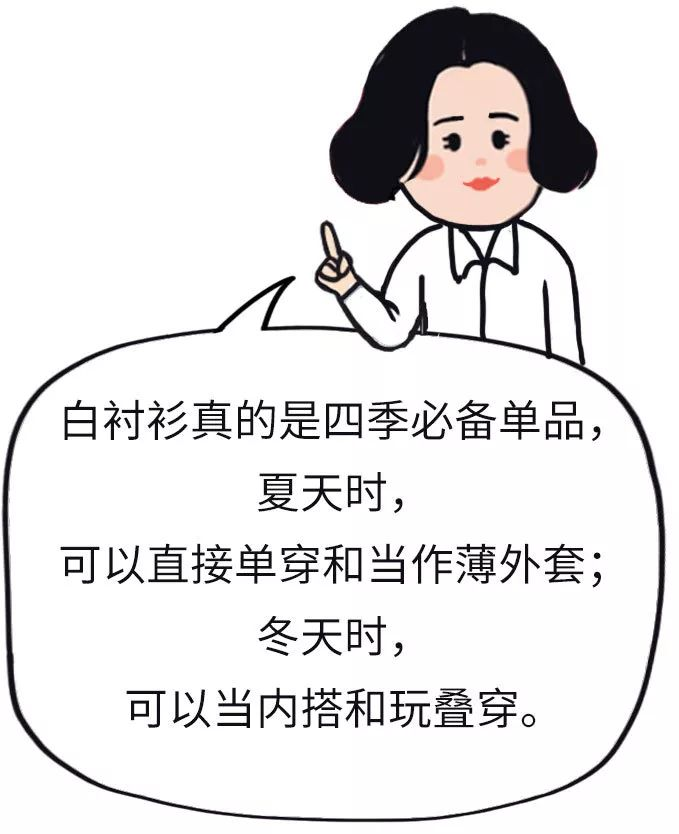 白衬衫真的是四季必备单品，
夏天时，
可以直接单穿和当作薄外套；
冬天时，
可以当内搭和玩叠穿。